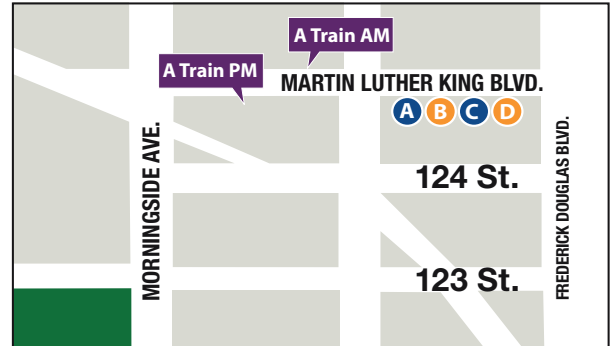 A Train AM
A Train PM
MARTIN LUTHER KING BLVD.
A B C D
MORNINGSIDE AVE.
124 St.
FREDERICK DOUGLAS BLVD.
123 St.